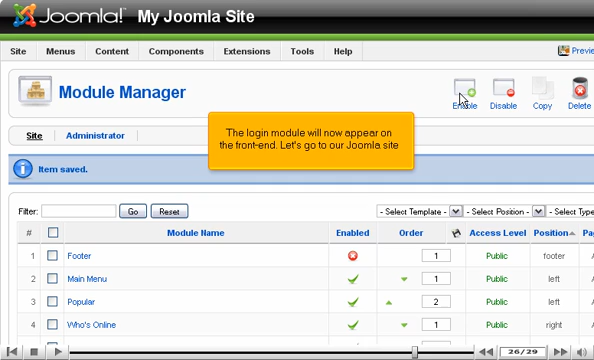 Joomla! My Joomla Site
Site Menus Content Components Extensions Tools Help
Module Manager
Enable Disable Copy Delete
Site Administrator
The login module will now appear on
the front-end. Let's go to our Joomla site
Item saved.
Filter: Go Reset - Select Template - - Select Position -
# Module Name Enabled Order Access Level Position
1 Footer 1 Public footer
2 Main Menu 1 Public left
3 Popular 2 Public left
4 Who's Online 1 Public right
26/29